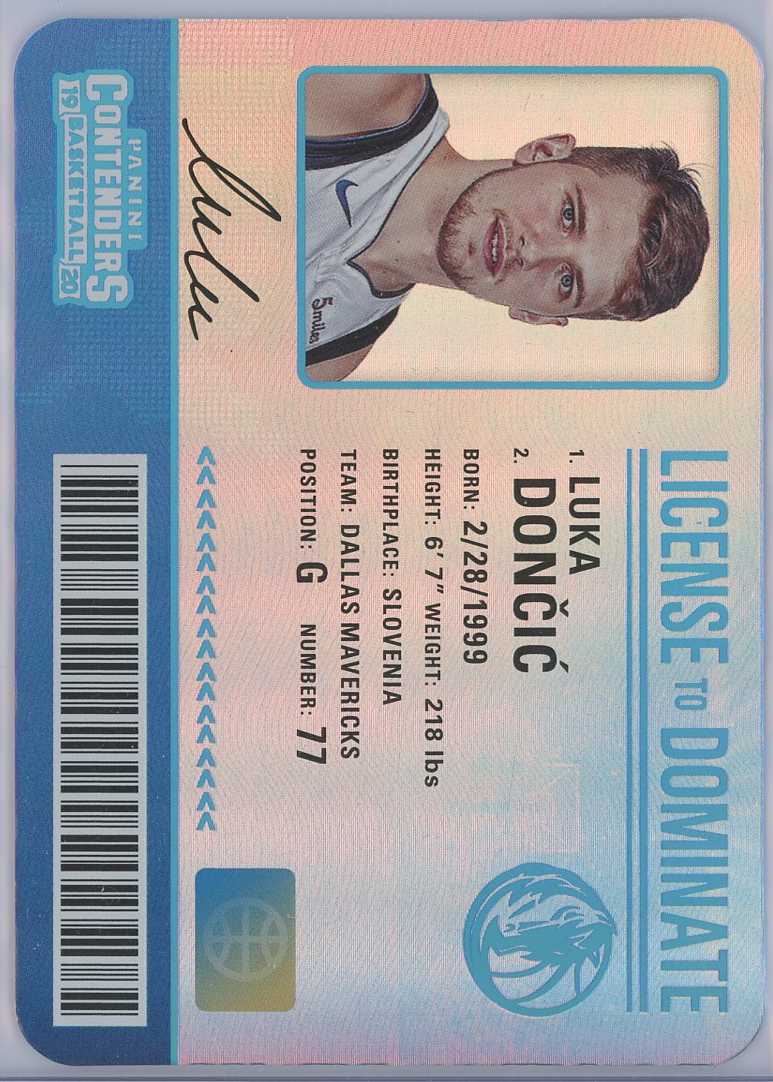 LICENSE TO DOMINATE
1. LUKA
2. DONČIĆ
BORN: 2/28/1999
HEIGHT: 6' 7" WEIGHT: 218 lbs
BIRTHPLACE: SLOVENIA
TEAM: DALLAS MAVERICKS
POSITION: G NUMBER: 77
5miles
PANINI
CONTENDERS
19 BASKETBALL 20